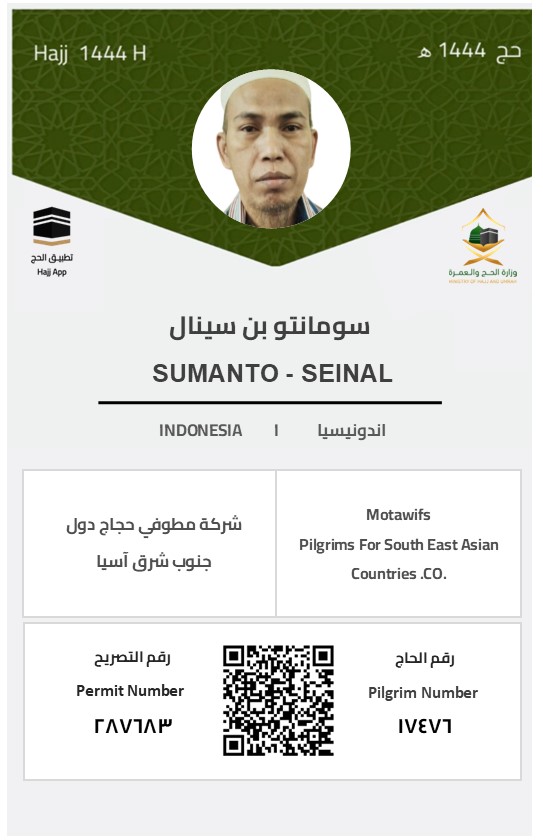 Hajj 1444 H
حج 1444 هـ
تطبيق الحج
Hajj App
وزارة الحـج والـعمـرة
MINISTRY OF HAJJ AND UMRAH
سومانتو بن سينال
SUMANTO - SEINAL
INDONESIA | اندونيسيا
شركة مطوفي حجاج دول
جنوب شرق آسيا
Motawifs
Pilgrims For South East Asian
Countries .CO.
رقم التصريح
Permit Number
٢٨٧٦٨٣
رقم الحاج
Pilgrim Number
١٧٤٧٦